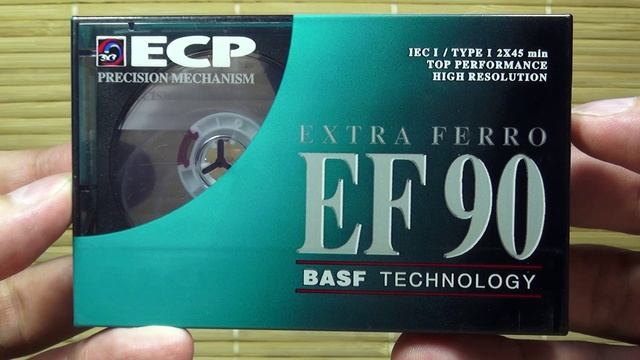 ECP
PRECISION MECHANISM
IEC I / TYPE I 2X45 min
TOP PERFORMANCE
HIGH RESOLUTION
EXTRA FERRO
EF 90
BASF TECHNOLOGY